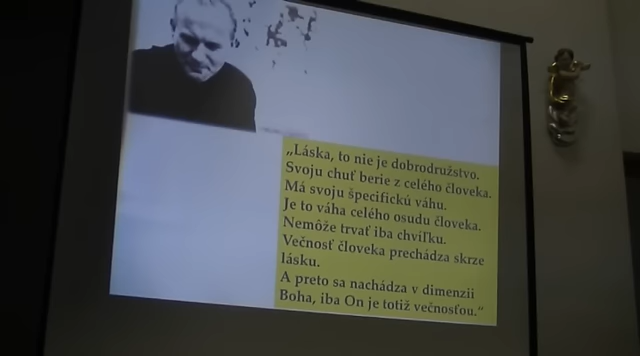 „Láska, to nie je dobrodružstvo.
Svoju chuť berie z celého človeka.
Má svoju špecifickú váhu.
Je to váha celého osudu človeka.
Nemôže trvať iba chvíľku.
Večnosť človeka prechádza skrze
lásku.
A preto sa nachádza v dimenzii
Boha, iba On je totiž večnosťou.“